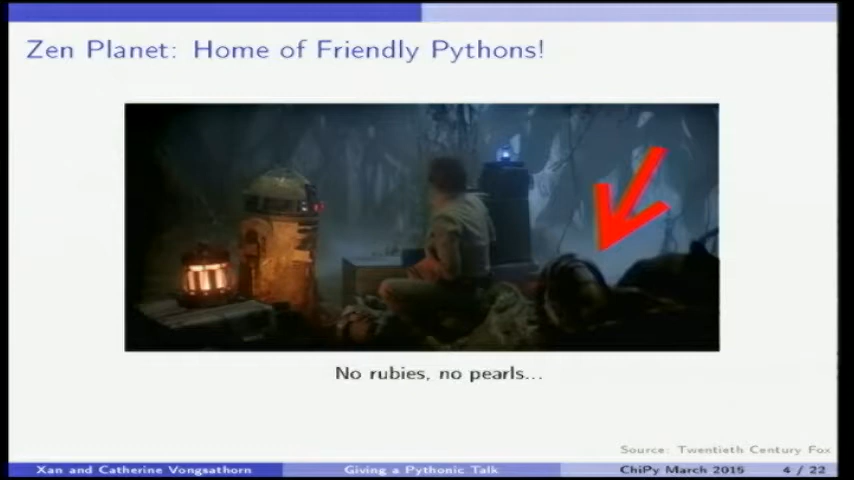 Zen Planet: Home of Friendly Pythons!
No rubies, no pearls...
Source: Twentieth Century Fox
Xan and Catherine Vongsathorn
Giving a Pythonic Talk
ChiPy March 2015
4 / 22